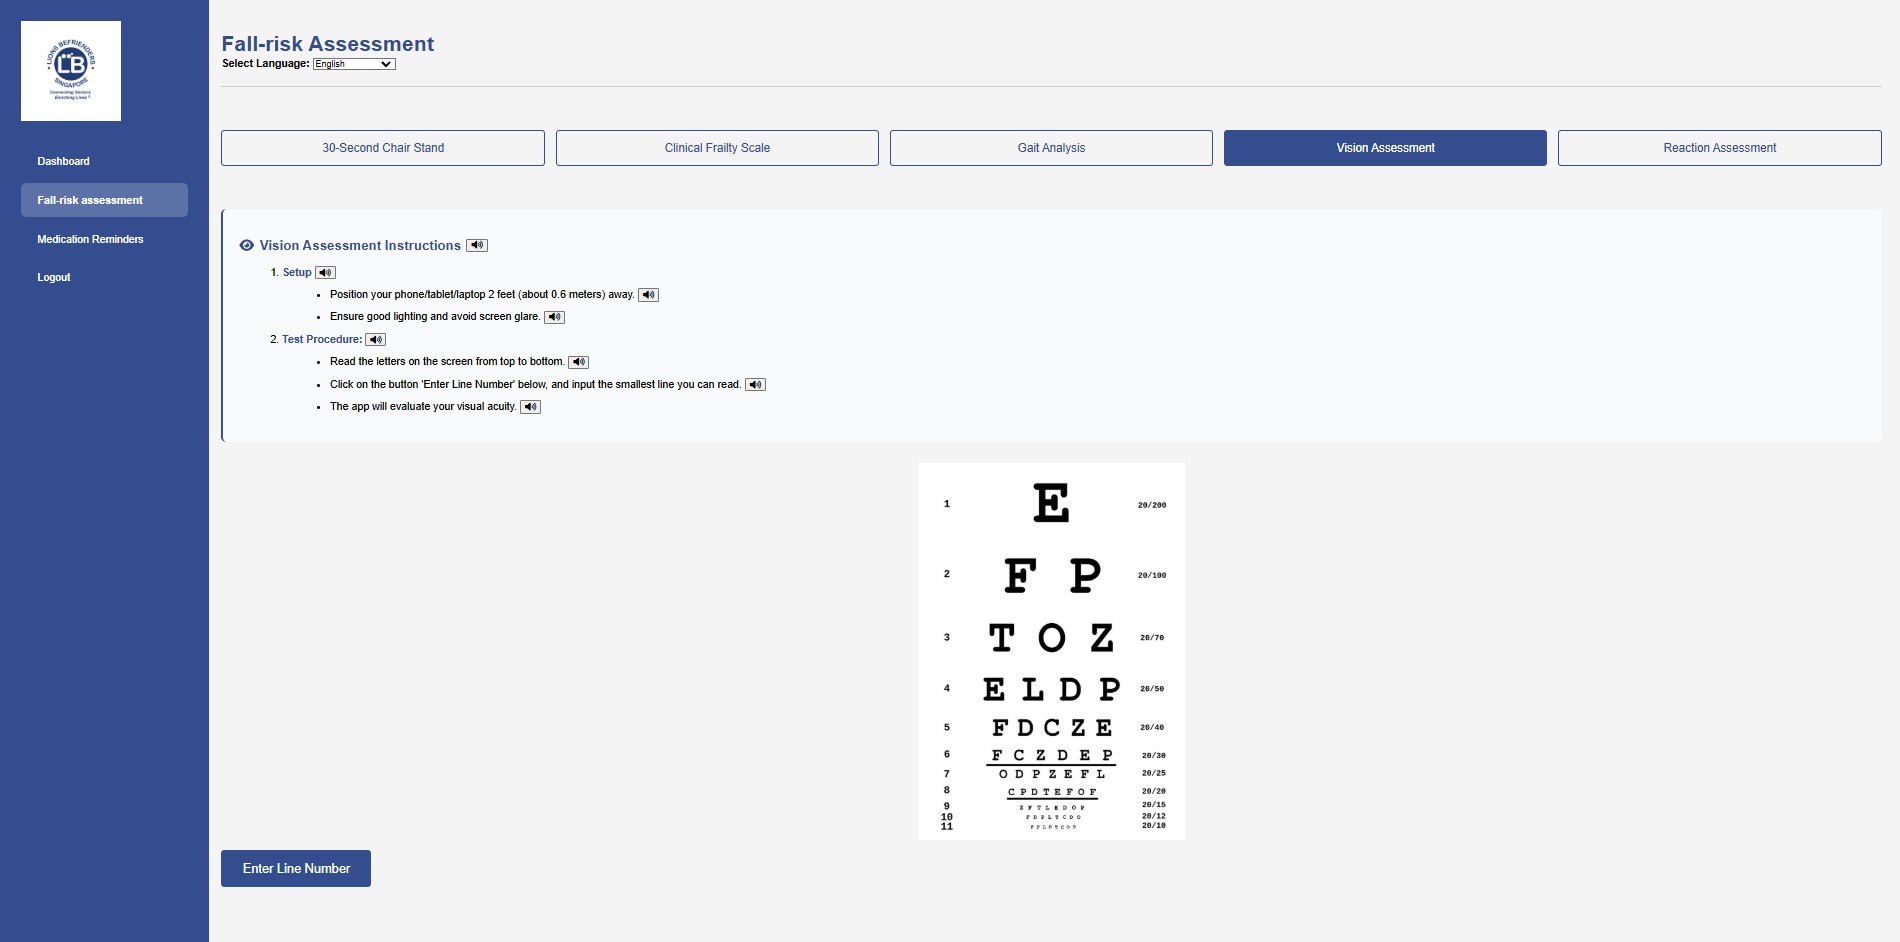 LIONS BEFRIENDERS
LB
SINGAPORE
Connecting Seniors,
Enriching Lives
Dashboard
Fall-risk assessment
Medication Reminders
Logout
Fall-risk Assessment
Select Language: English
30-Second Chair Stand
Clinical Frailty Scale
Gait Analysis
Vision Assessment
Reaction Assessment
Vision Assessment Instructions
1. Setup
• Position your phone/tablet/laptop 2 feet (about 0.6 meters) away.
• Ensure good lighting and avoid screen glare.
2. Test Procedure:
• Read the letters on the screen from top to bottom.
• Click on the button 'Enter Line Number' below, and input the smallest line you can read.
• The app will evaluate your visual acuity.
1 E 20/200
2 F P 20/100
3 T O Z 20/70
4 E L D P 20/50
5 F D C Z E 20/40
6 F C Z D E P 20/30
7 O D P Z E F L 20/25
8 C P D T E F O F 20/20
9 20/15
10 20/12
11 20/10
Enter Line Number